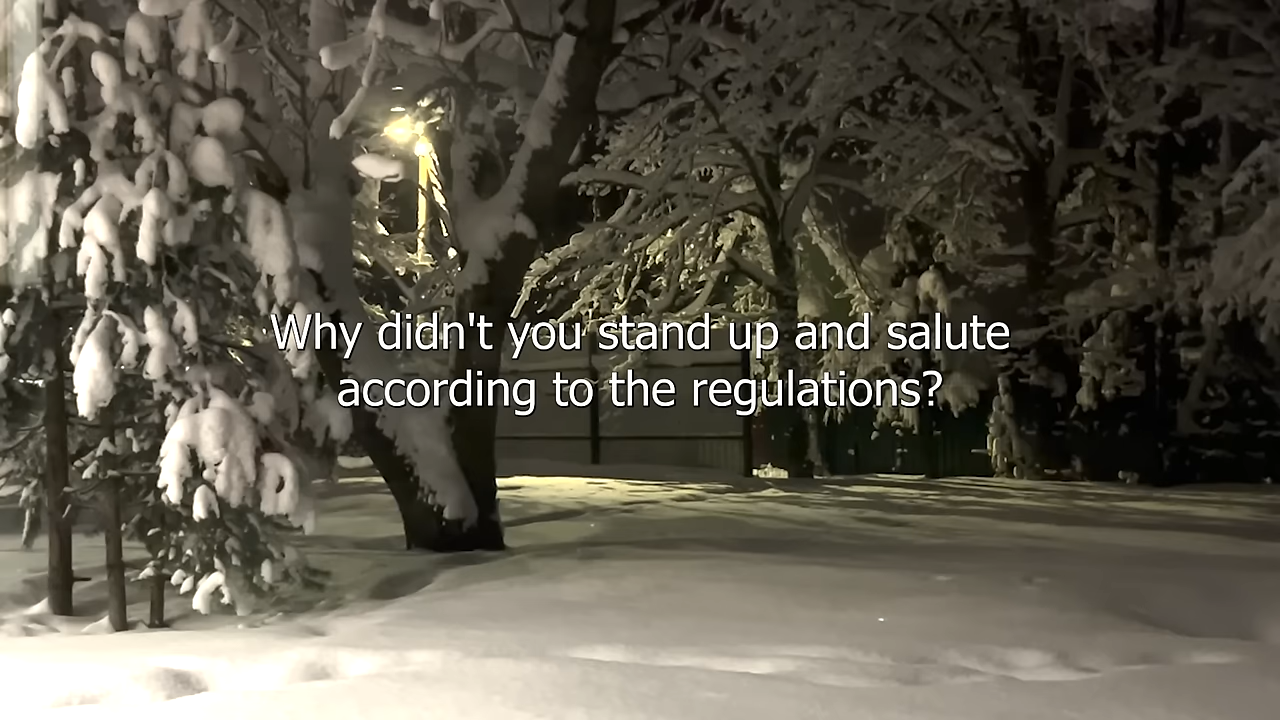 Why didn't you stand up and salute
according to the regulations?